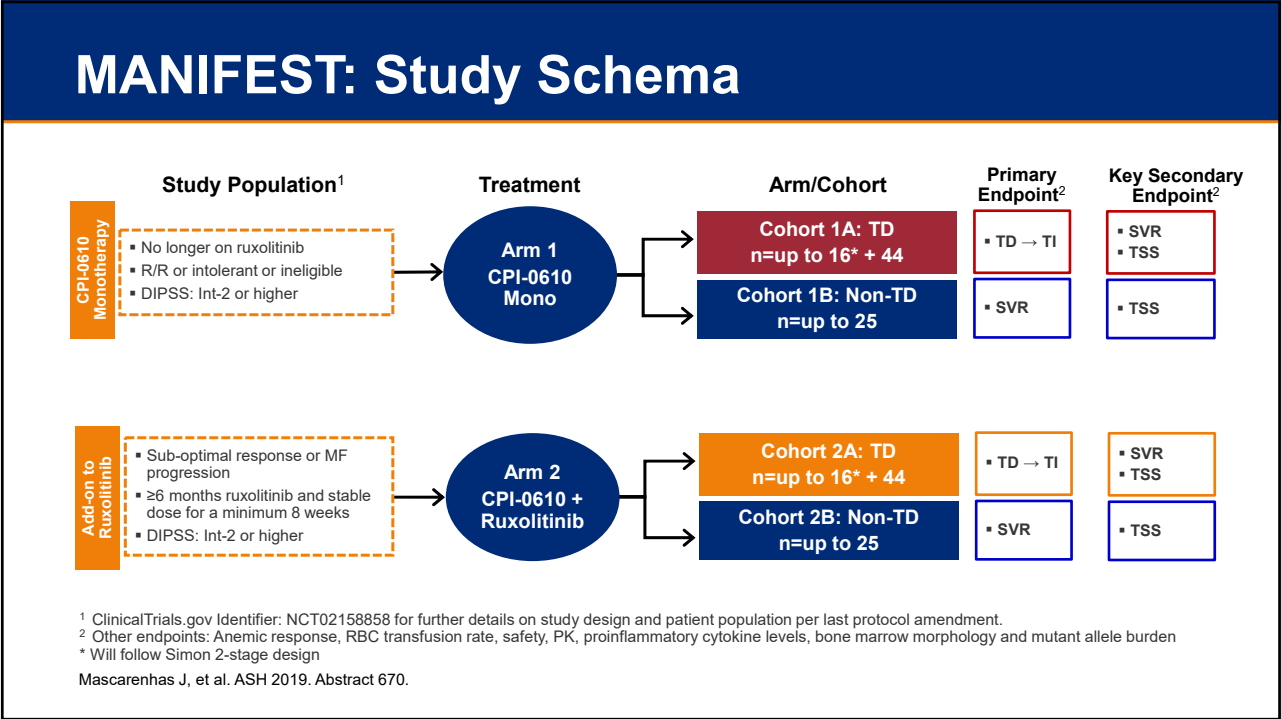 MANIFEST: Study Schema
Study Population¹
Treatment
Arm/Cohort
Primary
Endpoint²
Key Secondary
Endpoint²
CPI-0610
Monotherapy
▪ No longer on ruxolitinib
▪ R/R or intolerant or ineligible
▪ DIPSS: Int-2 or higher
Arm 1
CPI-0610
Mono
Cohort 1A: TD
n=up to 16* + 44
▪ TD → TI
▪ SVR
▪ TSS
Cohort 1B: Non-TD
n=up to 25
▪ SVR
▪ TSS
Add-on to
Ruxolitinib
▪ Sub-optimal response or MF
progression
▪ ≥6 months ruxolitinib and stable
dose for a minimum 8 weeks
▪ DIPSS: Int-2 or higher
Arm 2
CPI-0610 +
Ruxolitinib
Cohort 2A: TD
n=up to 16* + 44
▪ TD → TI
▪ SVR
▪ TSS
Cohort 2B: Non-TD
n=up to 25
▪ SVR
▪ TSS
¹ ClinicalTrials.gov Identifier: NCT02158858 for further details on study design and patient population per last protocol amendment.
² Other endpoints: Anemic response, RBC transfusion rate, safety, PK, proinflammatory cytokine levels, bone marrow morphology and mutant allele burden
* Will follow Simon 2-stage design
Mascarenhas J, et al. ASH 2019. Abstract 670.